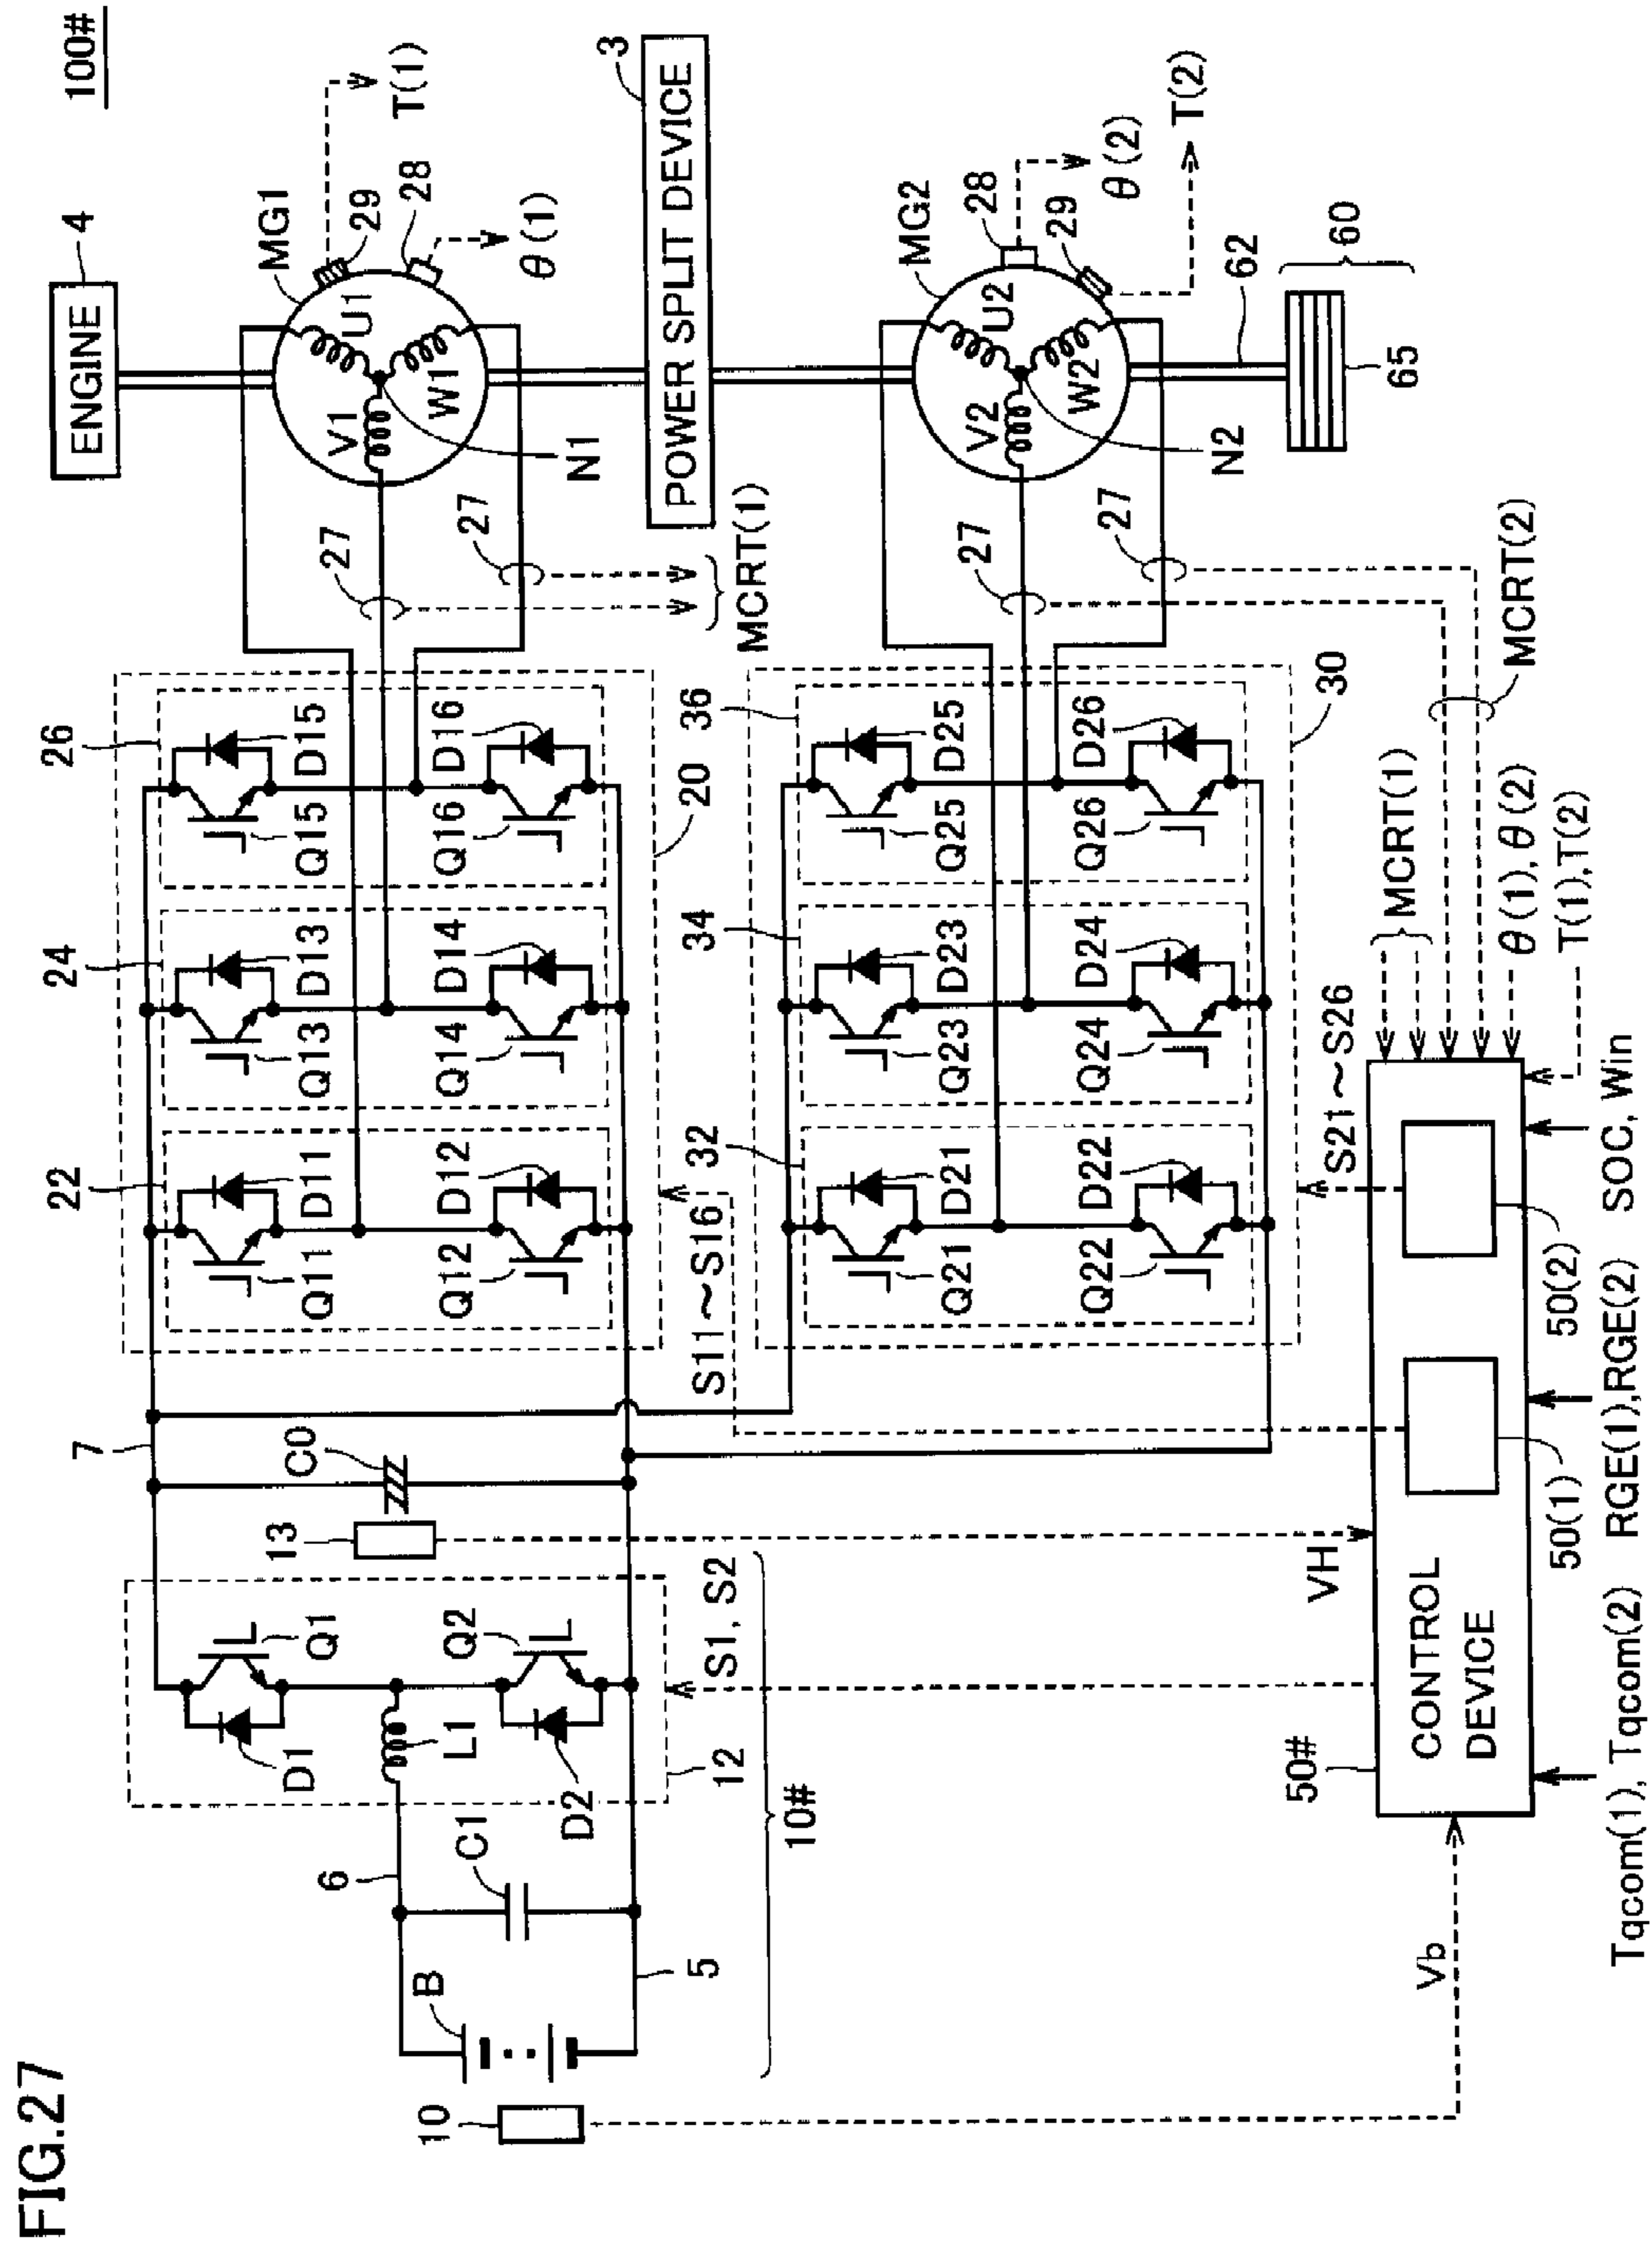 FIG.27
100#
ENGINE
4
MG1
29
T(1)
28
θ(1)
U1
V1
W1
N1
27
27
MCRT(1)
3
POWER SPLIT DEVICE
MG2
28
θ(2)
29
T(2)
U2
V2
W2
N2
27
27
MCRT(2)
62
60
65
7
22
24
26
Q11
D11
Q13
D13
Q15
D15
Q12
D12
Q14
D14
Q16
D16
20
S11~S16
32
34
36
Q21
D21
Q23
D23
Q25
D25
Q22
D22
Q24
D24
Q26
D26
30
S21~S26
D1
Q1
Q2
D2
L1
12
S1, S2
6
C1
B
5
10
10#
13
C0
VH
Vb
50#
CONTROL
DEVICE
50(1)
50(2)
MCRT(1)
θ(1),θ(2)
T(1),T(2)
SOC, Win
RGE(1),RGE(2)
Tqcom(1), Tqcom(2)